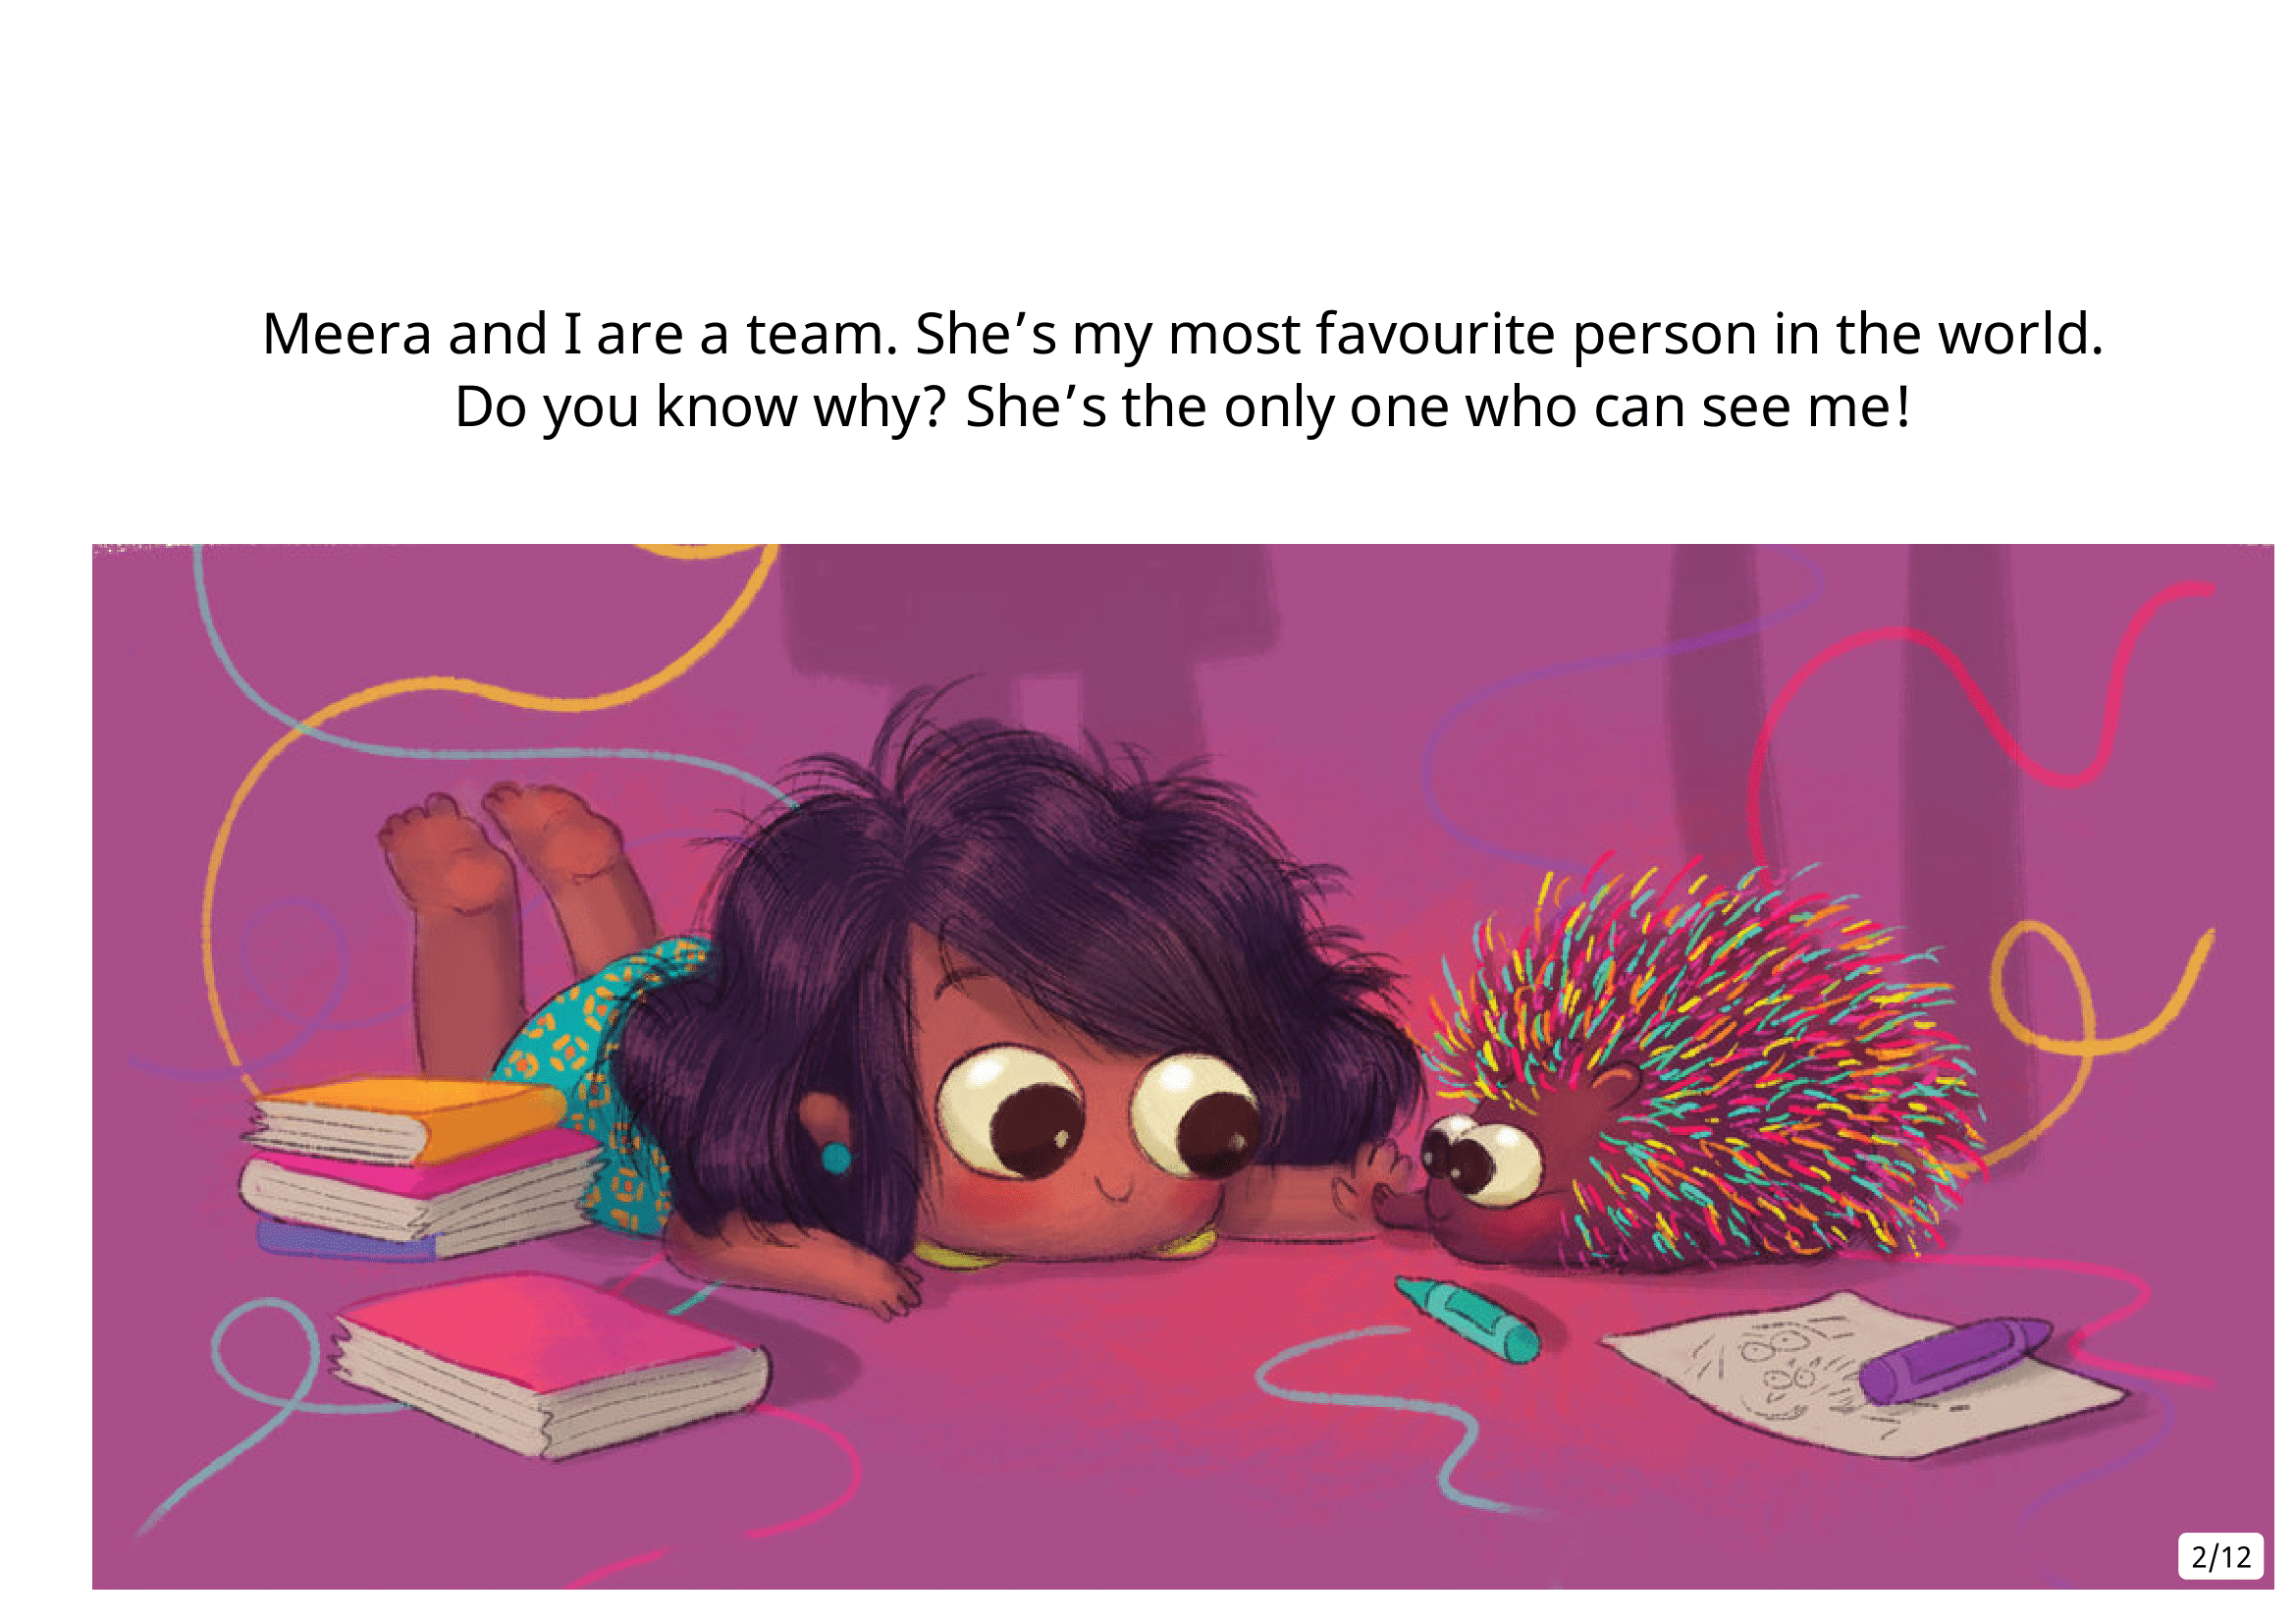 Meera and I are a team. She’s my most favourite person in the world.
Do you know why? She’s the only one who can see me!
2/12